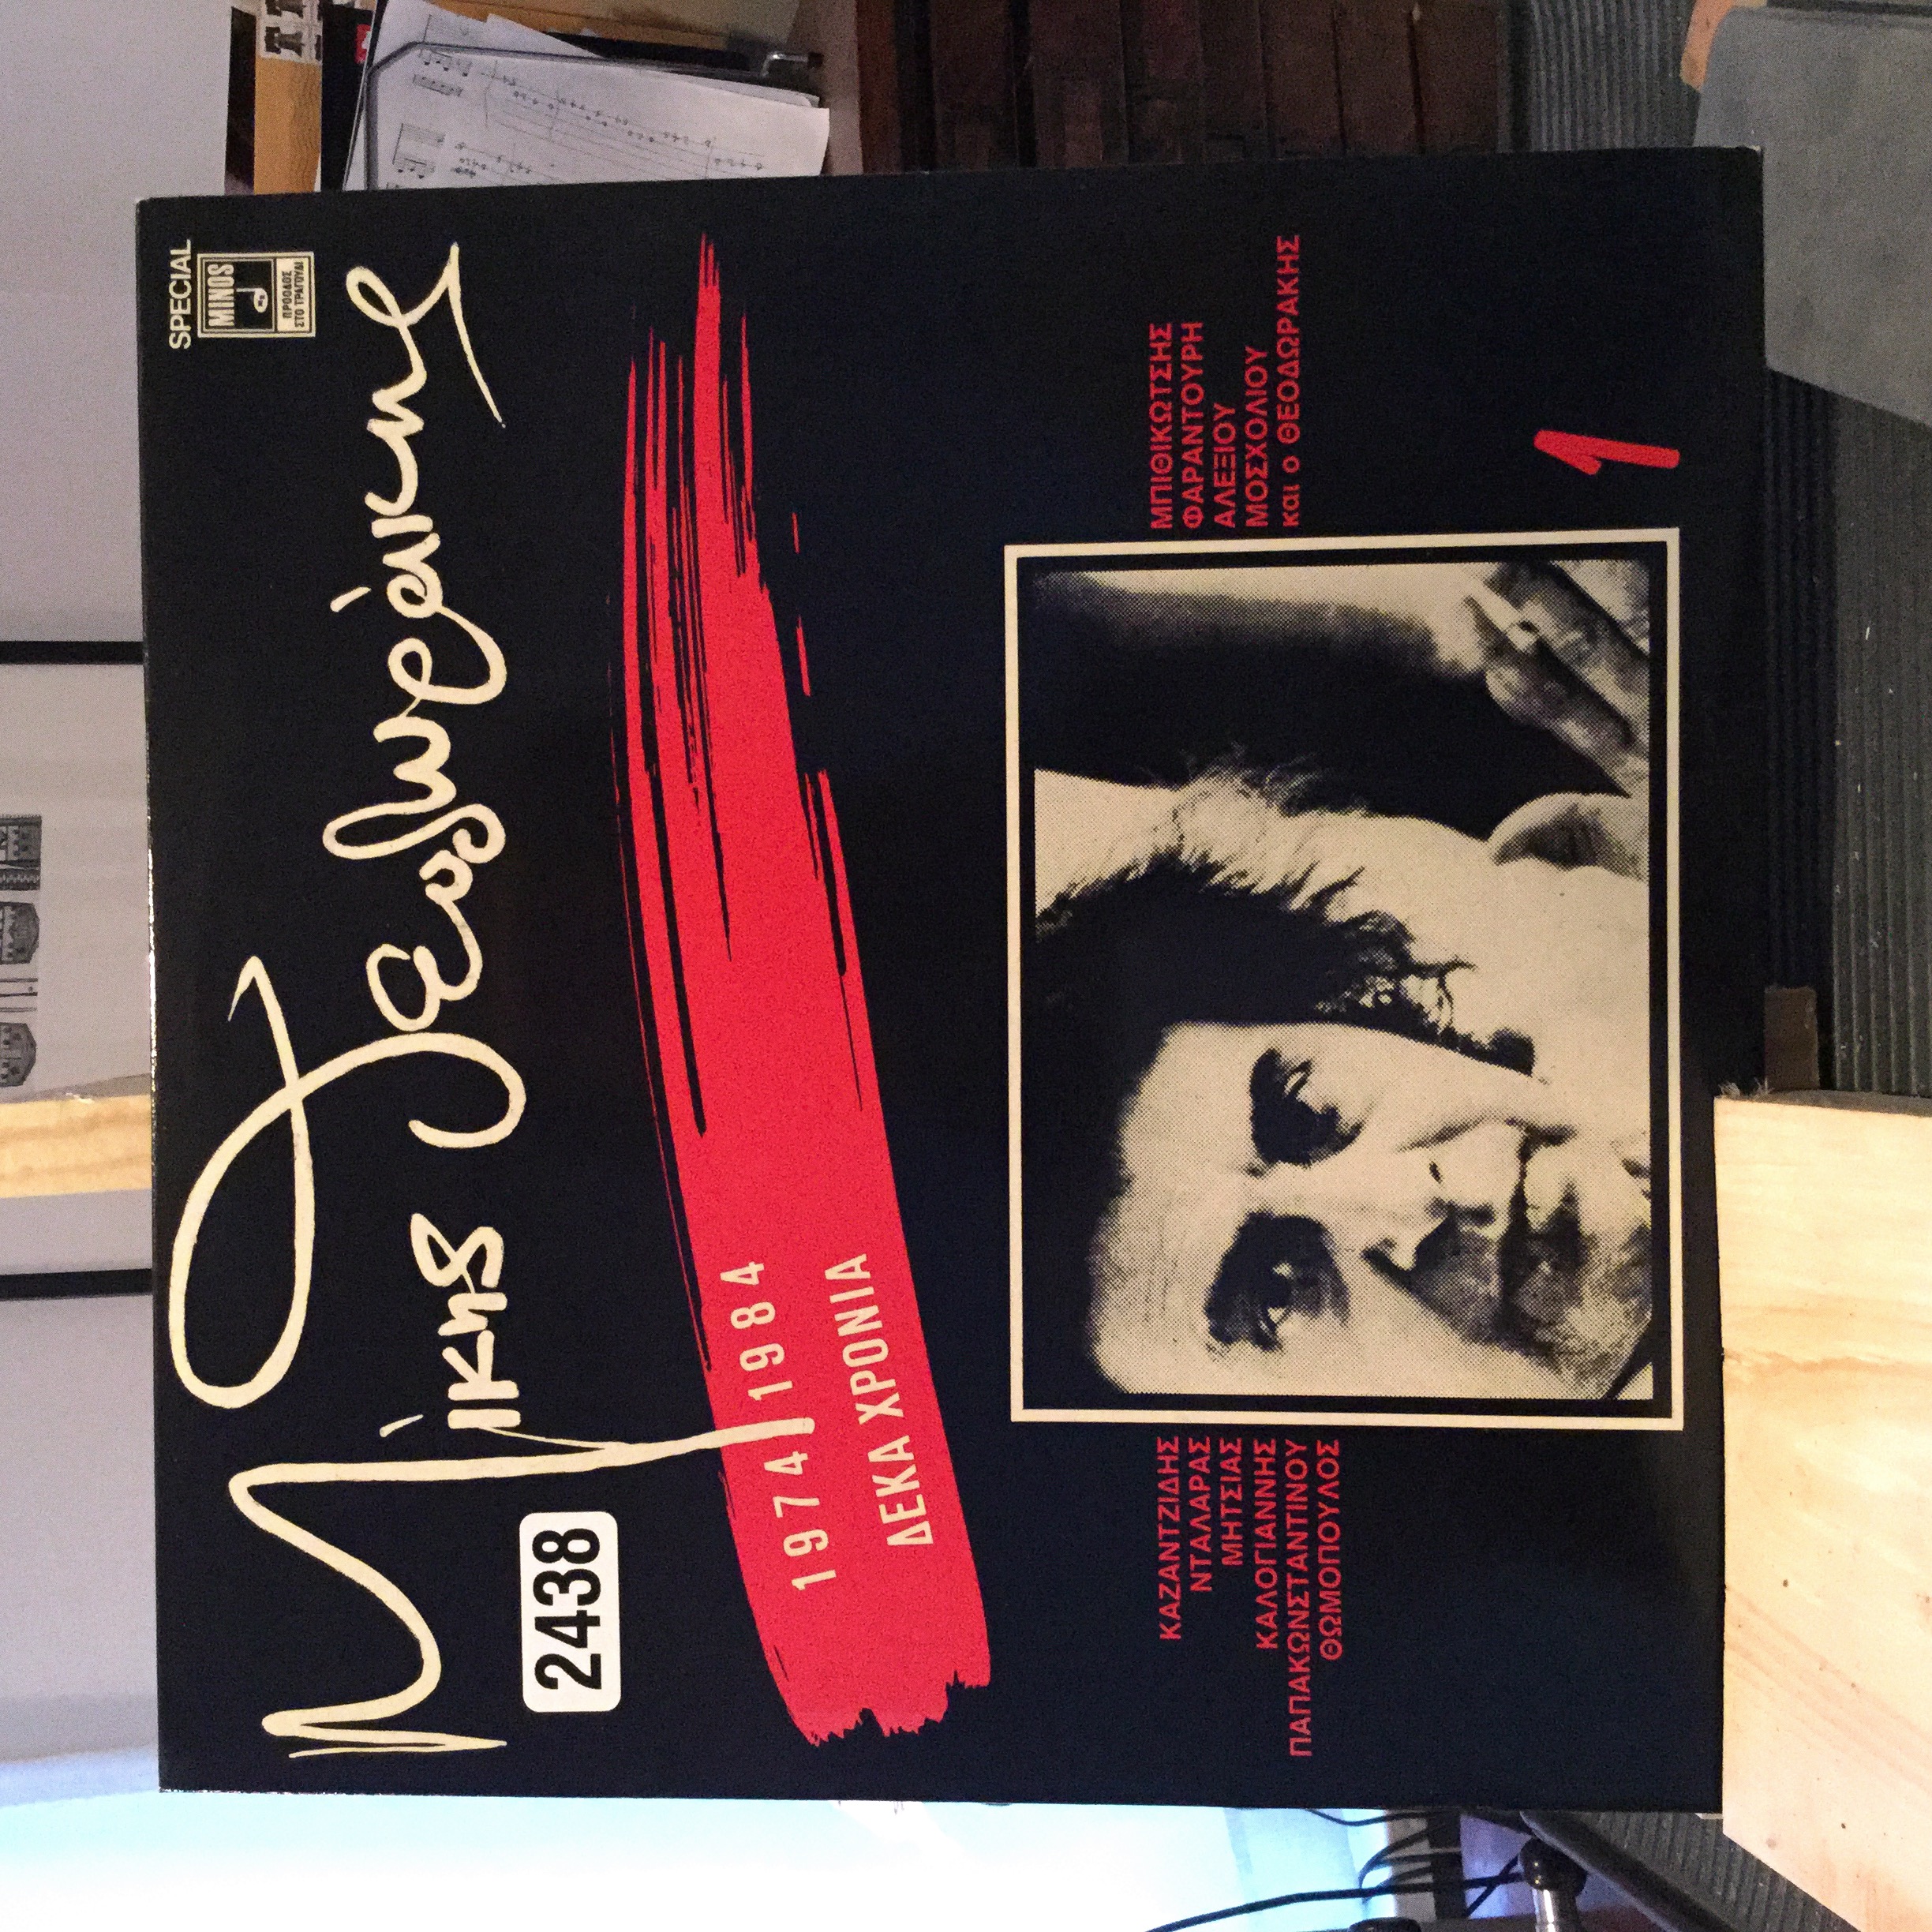 SPECIAL
MINOS
ΠΡΟΟΔΟΣ
ΣΤΟ ΤΡΑΓΟΥΔΙ
Μίκης Θεοδωράκης
2438
1974 1984
ΔΕΚΑ ΧΡΟΝΙΑ
ΚΑΖΑΝΤΖΙΔΗΣ
ΝΤΑΛΑΡΑΣ
ΜΗΤΣΙΑΣ
ΚΑΛΟΓΙΑΝΝΗΣ
ΠΑΠΑΚΩΝΣΤΑΝΤΙΝΟΥ
ΘΩΜΟΠΟΥΛΟΣ
ΜΠΙΘΙΚΩΤΣΗΣ
ΦΑΡΑΝΤΟΥΡΗ
ΑΛΕΞΙΟΥ
ΜΟΣΧΟΛΙΟΥ
και ο ΘΕΟΔΩΡΑΚΗΣ
1